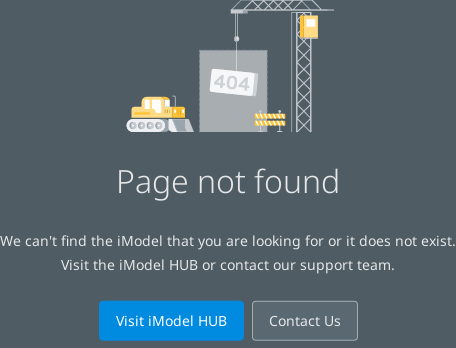 404
Page not found
We can't find the iModel that you are looking for or it does not exist.
Visit the iModel HUB or contact our support team.
Visit iModel HUB
Contact Us